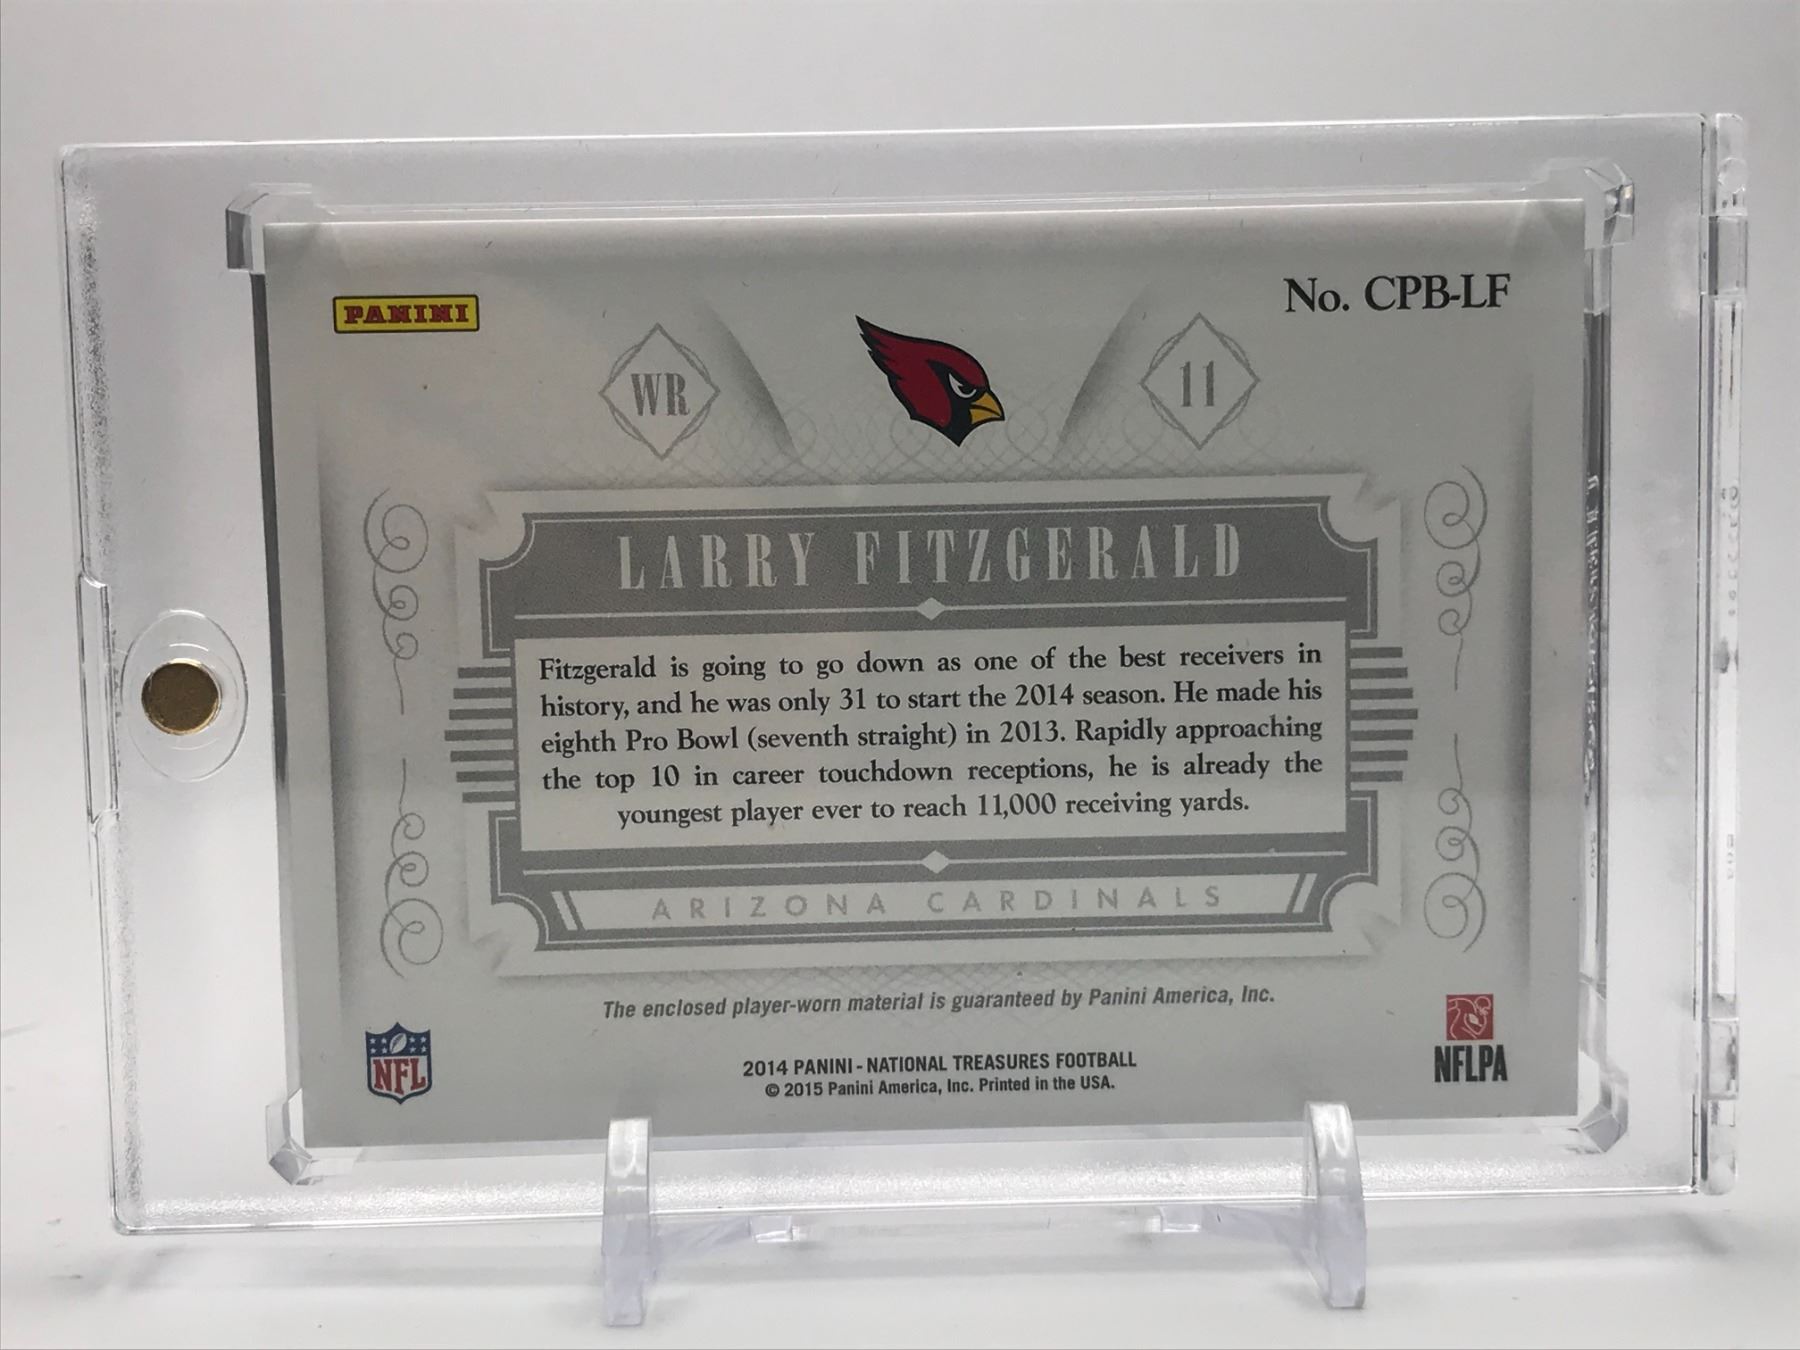 PANINI
No. CPB-LF
WR
11
LARRY FITZGERALD
Fitzgerald is going to go down as one of the best receivers in
history, and he was only 31 to start the 2014 season. He made his
eighth Pro Bowl (seventh straight) in 2013. Rapidly approaching
the top 10 in career touchdown receptions, he is already the
youngest player ever to reach 11,000 receiving yards.
ARIZONA CARDINALS
The enclosed player-worn material is guaranteed by Panini America, Inc.
NFL
2014 PANINI - NATIONAL TREASURES FOOTBALL
© 2015 Panini America, Inc. Printed in the USA.
NFLPA